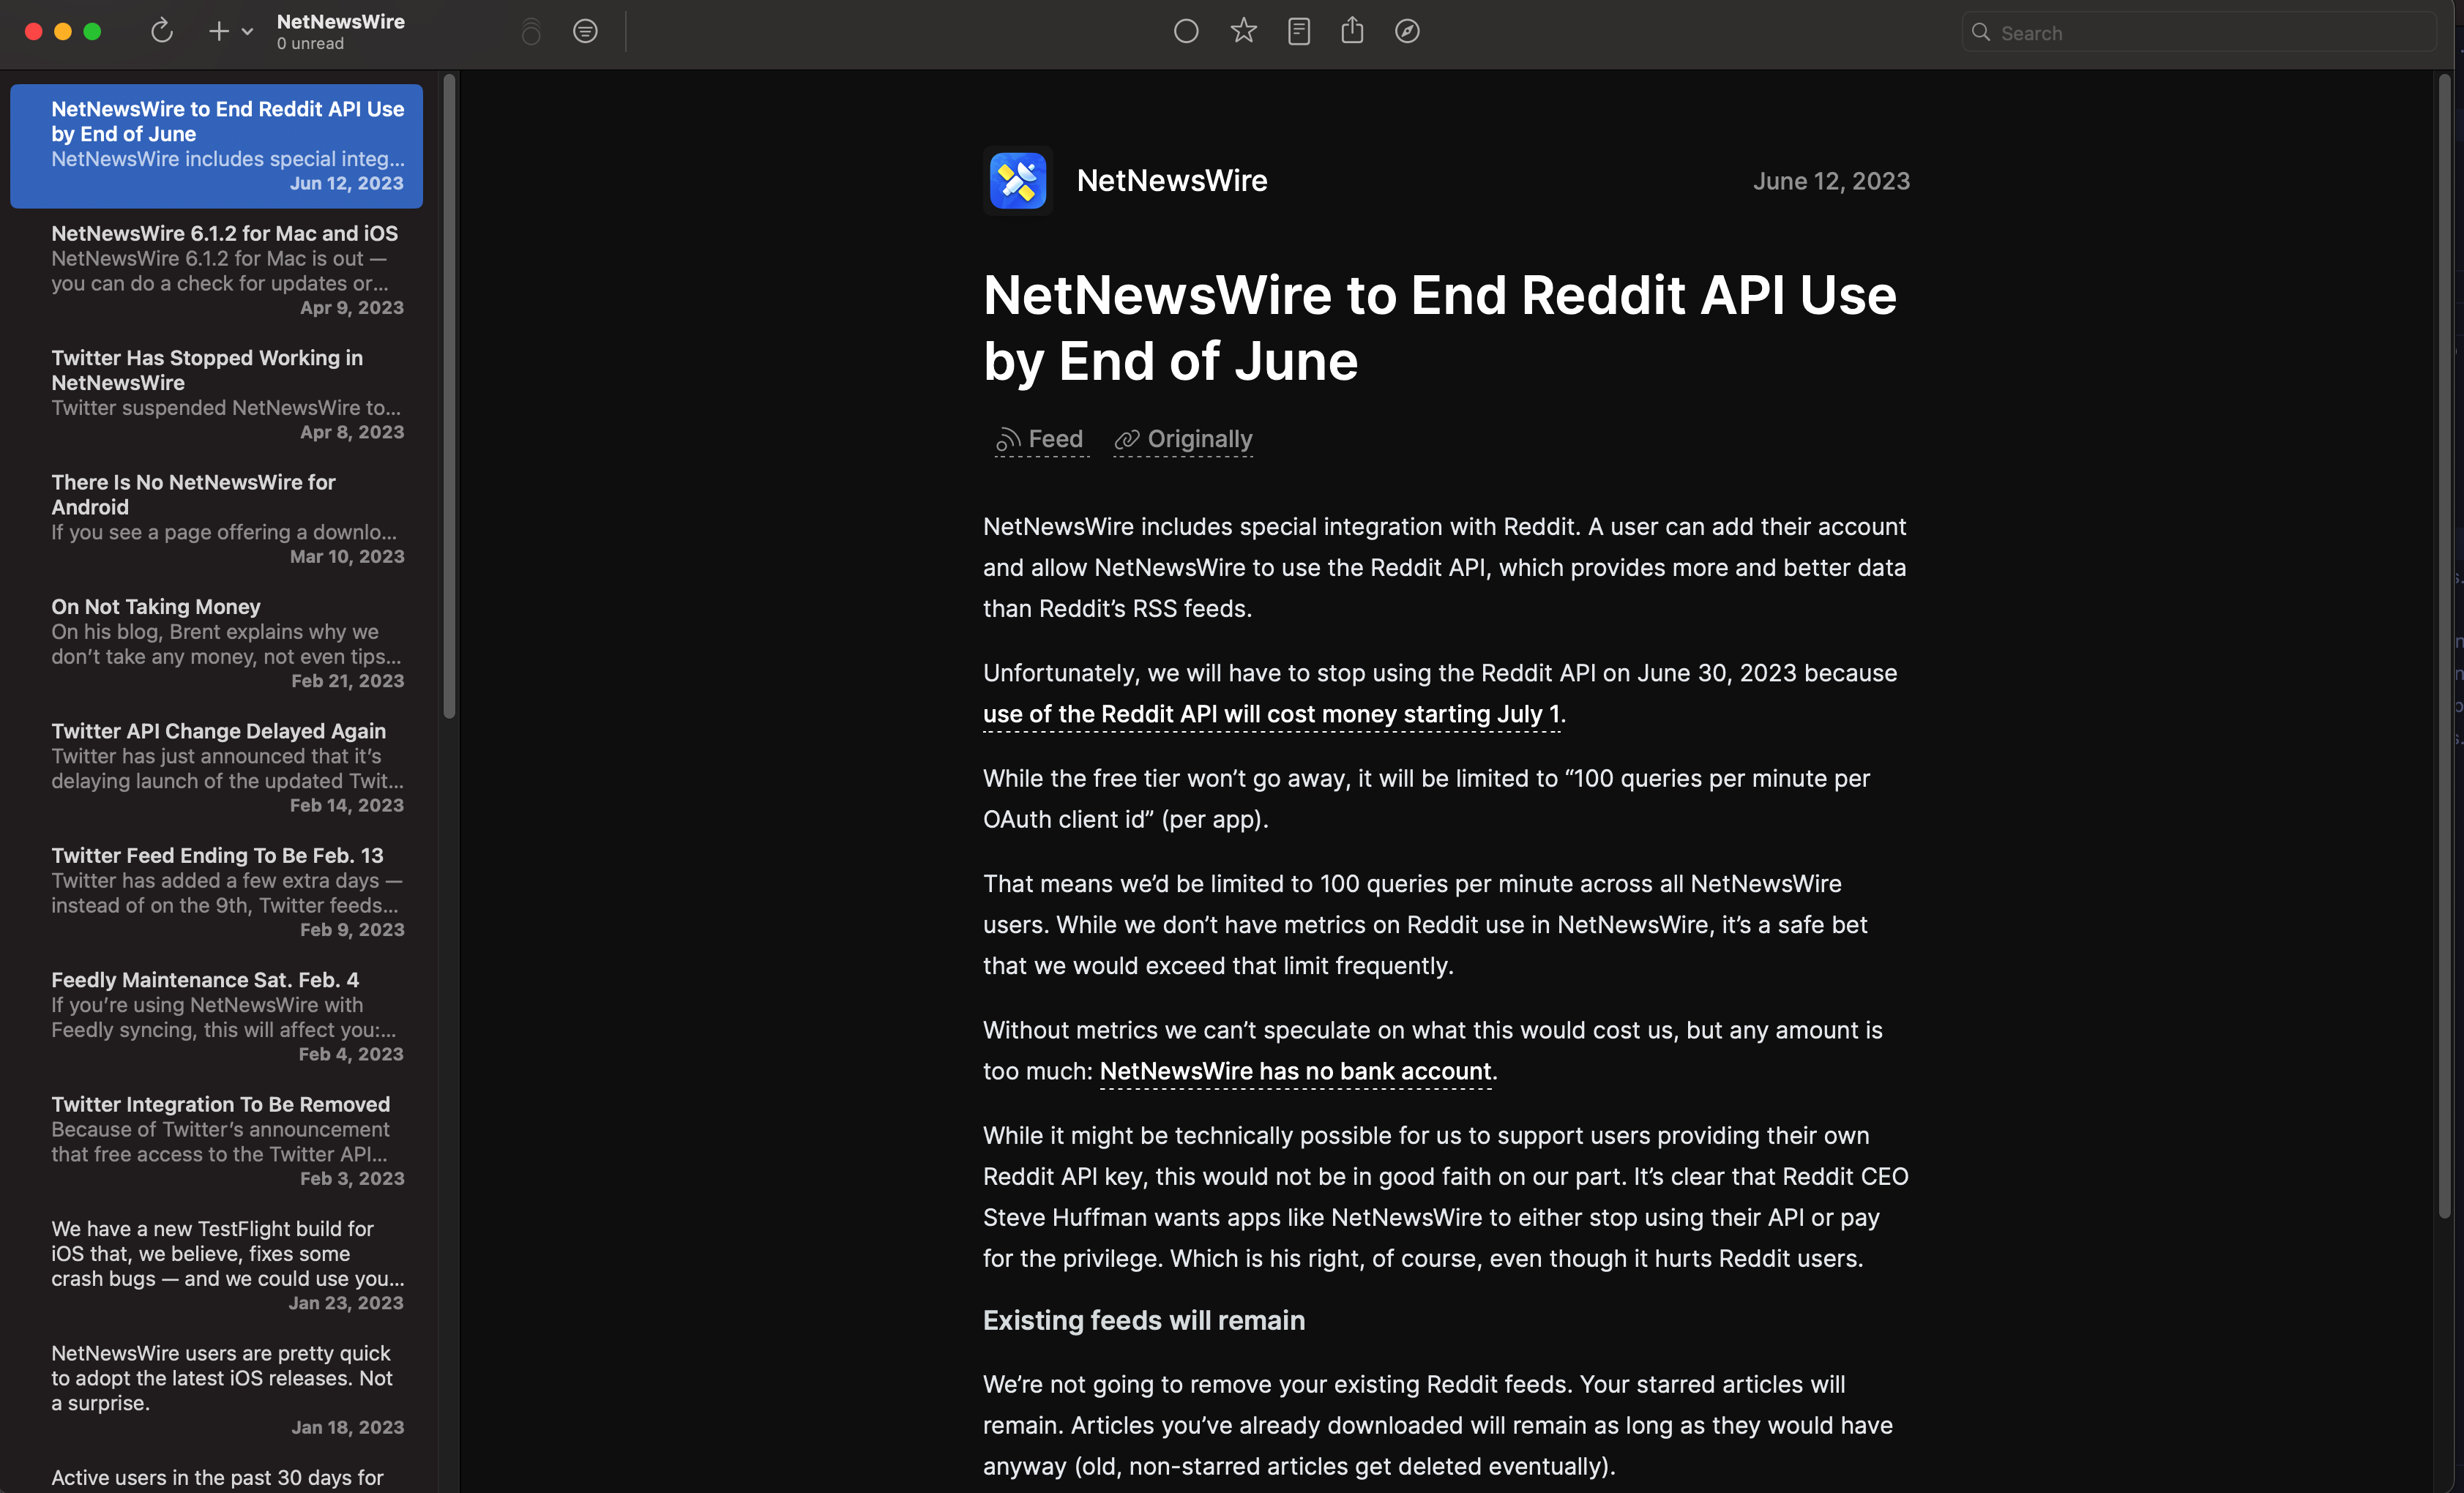 NetNewsWire
0 unread
Search
NetNewsWire to End Reddit API Use
by End of June
NetNewsWire includes special integ...
Jun 12, 2023
NetNewsWire 6.1.2 for Mac and iOS
NetNewsWire 6.1.2 for Mac is out —
you can do a check for updates or...
Apr 9, 2023
Twitter Has Stopped Working in
NetNewsWire
Twitter suspended NetNewsWire to...
Apr 8, 2023
There Is No NetNewsWire for
Android
If you see a page offering a downlo...
Mar 10, 2023
On Not Taking Money
On his blog, Brent explains why we
don’t take any money, not even tips...
Feb 21, 2023
Twitter API Change Delayed Again
Twitter has just announced that it’s
delaying launch of the updated Twit...
Feb 14, 2023
Twitter Feed Ending To Be Feb. 13
Twitter has added a few extra days —
instead of on the 9th, Twitter feeds...
Feb 9, 2023
Feedly Maintenance Sat. Feb. 4
If you’re using NetNewsWire with
Feedly syncing, this will affect you:...
Feb 4, 2023
Twitter Integration To Be Removed
Because of Twitter’s announcement
that free access to the Twitter API...
Feb 3, 2023
We have a new TestFlight build for
iOS that, we believe, fixes some
crash bugs — and we could use you...
Jan 23, 2023
NetNewsWire users are pretty quick
to adopt the latest iOS releases. Not
a surprise.
Jan 18, 2023
Active users in the past 30 days for
NetNewsWire
June 12, 2023
NetNewsWire to End Reddit API Use
by End of June
Feed
Originally
NetNewsWire includes special integration with Reddit. A user can add their account
and allow NetNewsWire to use the Reddit API, which provides more and better data
than Reddit’s RSS feeds.
Unfortunately, we will have to stop using the Reddit API on June 30, 2023 because
use of the Reddit API will cost money starting July 1.
While the free tier won’t go away, it will be limited to “100 queries per minute per
OAuth client id” (per app).
That means we’d be limited to 100 queries per minute across all NetNewsWire
users. While we don’t have metrics on Reddit use in NetNewsWire, it’s a safe bet
that we would exceed that limit frequently.
Without metrics we can’t speculate on what this would cost us, but any amount is
too much: NetNewsWire has no bank account.
While it might be technically possible for us to support users providing their own
Reddit API key, this would not be in good faith on our part. It’s clear that Reddit CEO
Steve Huffman wants apps like NetNewsWire to either stop using their API or pay
for the privilege. Which is his right, of course, even though it hurts Reddit users.
Existing feeds will remain
We’re not going to remove your existing Reddit feeds. Your starred articles will
remain. Articles you’ve already downloaded will remain as long as they would have
anyway (old, non-starred articles get deleted eventually).